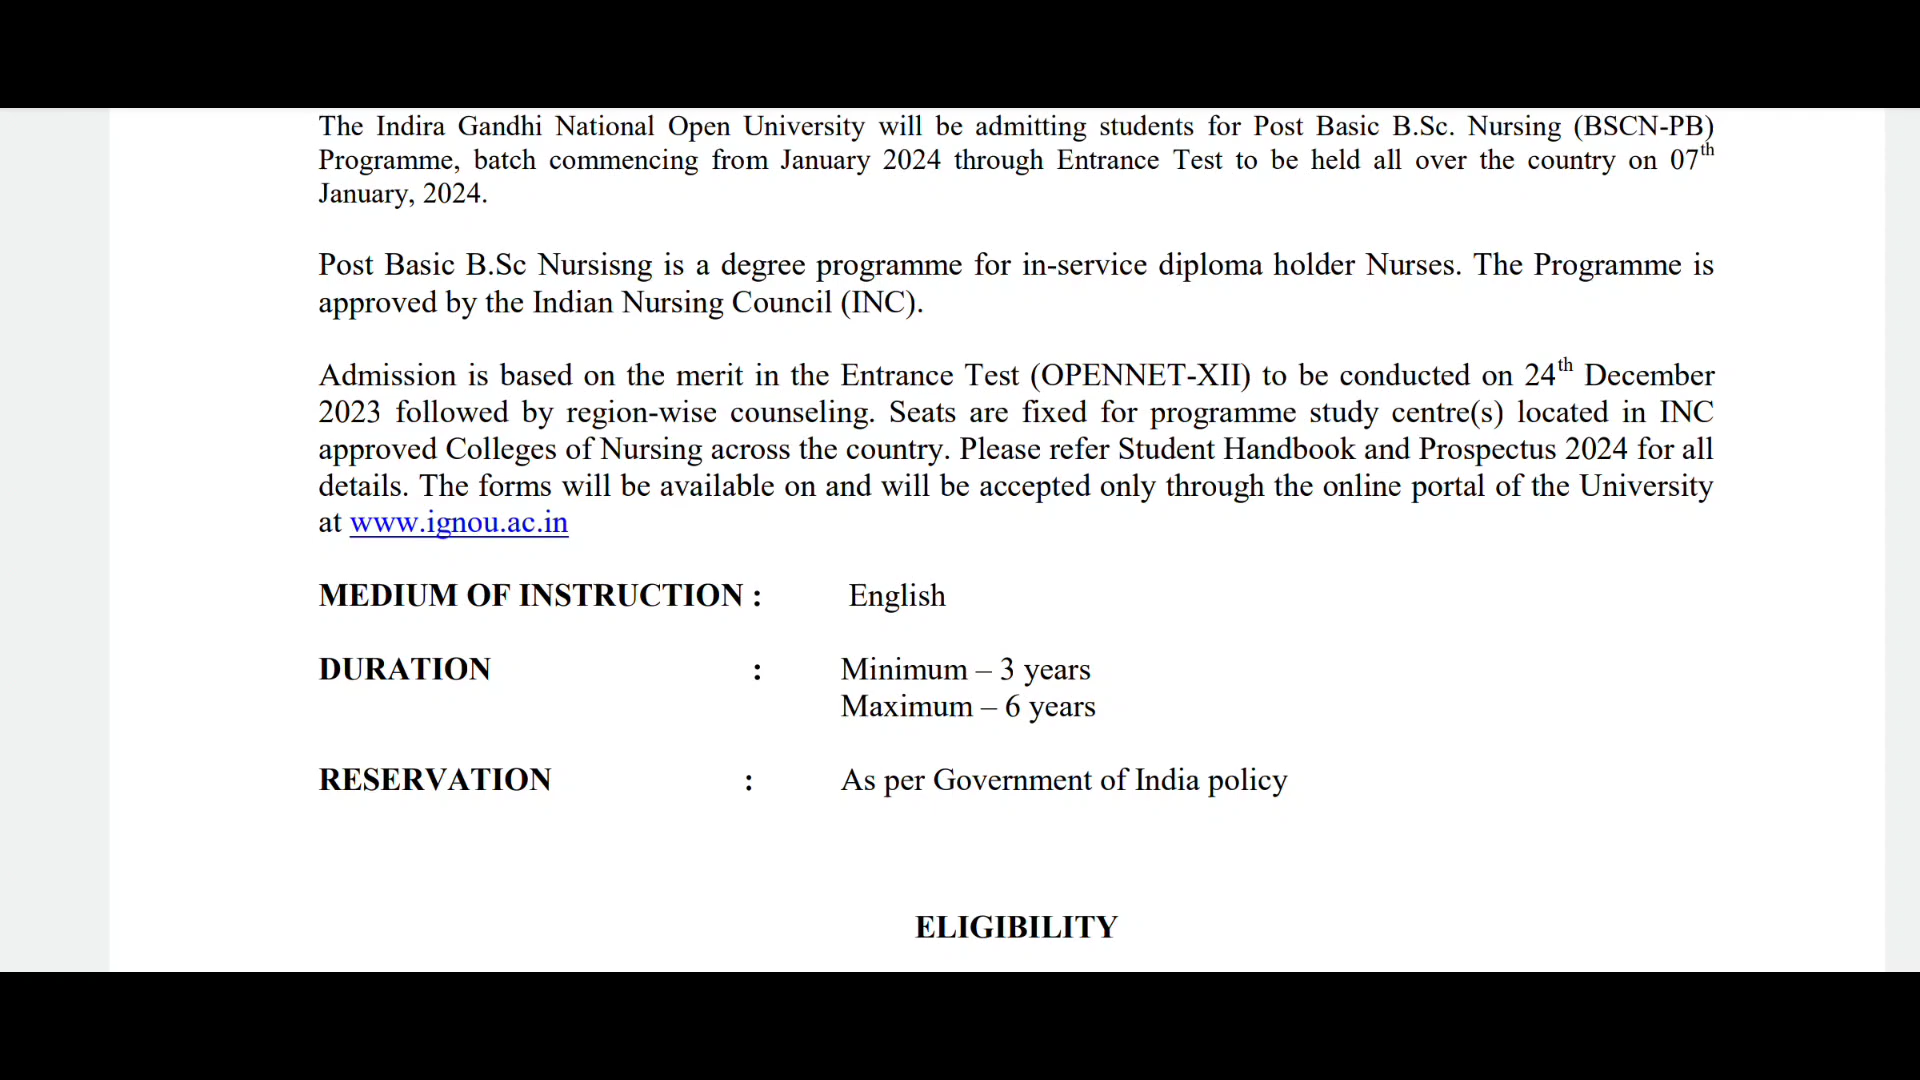 The Indira Gandhi National Open University will be admitting students for Post Basic B.Sc. Nursing (BSCN-PB)
Programme, batch commencing from January 2024 through Entrance Test to be held all over the country on 07th
January, 2024.
Post Basic B.Sc Nursisng is a degree programme for in-service diploma holder Nurses. The Programme is
approved by the Indian Nursing Council (INC).
Admission is based on the merit in the Entrance Test (OPENNET-XII) to be conducted on 24th December
2023 followed by region-wise counseling. Seats are fixed for programme study centre(s) located in INC
approved Colleges of Nursing across the country. Please refer Student Handbook and Prospectus 2024 for all
details. The forms will be available on and will be accepted only through the online portal of the University
at www.ignou.ac.in
MEDIUM OF INSTRUCTION : English
DURATION : Minimum – 3 years
Maximum – 6 years
RESERVATION : As per Government of India policy
ELIGIBILITY